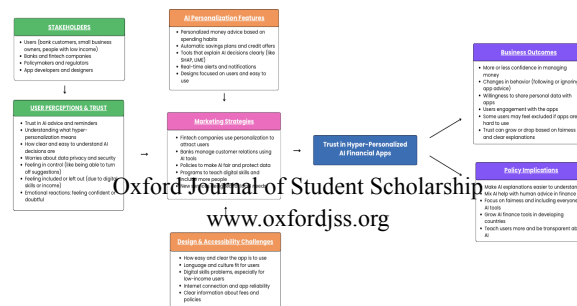 STAKEHOLDERS
• Users (bank customers, small business
owners, people with low income)
• Banks and fintech companies
• Policymakers and regulators
• App developers and designers
USER PERCEPTIONS & TRUST
• Trust in AI advice and reminders
• Understanding what hyper-
personalization means
• How clear and easy to understand AI
decisions are
• Worries about data privacy and security
• Feeling in control (like being able to turn
off suggestions)
• Feeling included or left out (due to digital
skills or income)
• Emotional reactions: feeling confident or
doubtful
AI Personalization Features
• Personalized money advice based on
spending habits
• Automatic savings plans and credit offers
• Tools that explain AI decisions clearly (like
SHAP, LIME)
• Real-time alerts and notifications
• Designs focused on users and easy to
use
Marketing Strategies
• Fintech companies use personalization to
attract users
• Banks manage customer relations using
AI tools
• Policies to make AI fair and protect data
• Programs to teach digital skills and
include more people
Design & Accessibility Challenges
• How easy and clear the app is to use
• Language and culture fit for users
• Digital skills problems, especially for
low-income users
• Internet connection and app reliability
• Clear information about fees and
policies
Trust in Hyper-Personalized
AI Financial Apps
Business Outcomes
• More or less confidence in managing
money
• Changes in behavior (following or ignoring
app advice)
• Willingness to share personal data with
apps
• Users engagement with the apps
• Some users may feel excluded if apps are
hard to use
• Trust can grow or drop based on fairness
and clear explanations
Policy Implications
Make AI explanations easier to understand
Mix AI help with human advice in finance
• Focus on fairness and including everyone
AI tools
• Grow AI finance tools in developing
countries
• Teach users more and be transparent
AI
Oxford Journal of Student Scholarship
www.oxfordjss.org